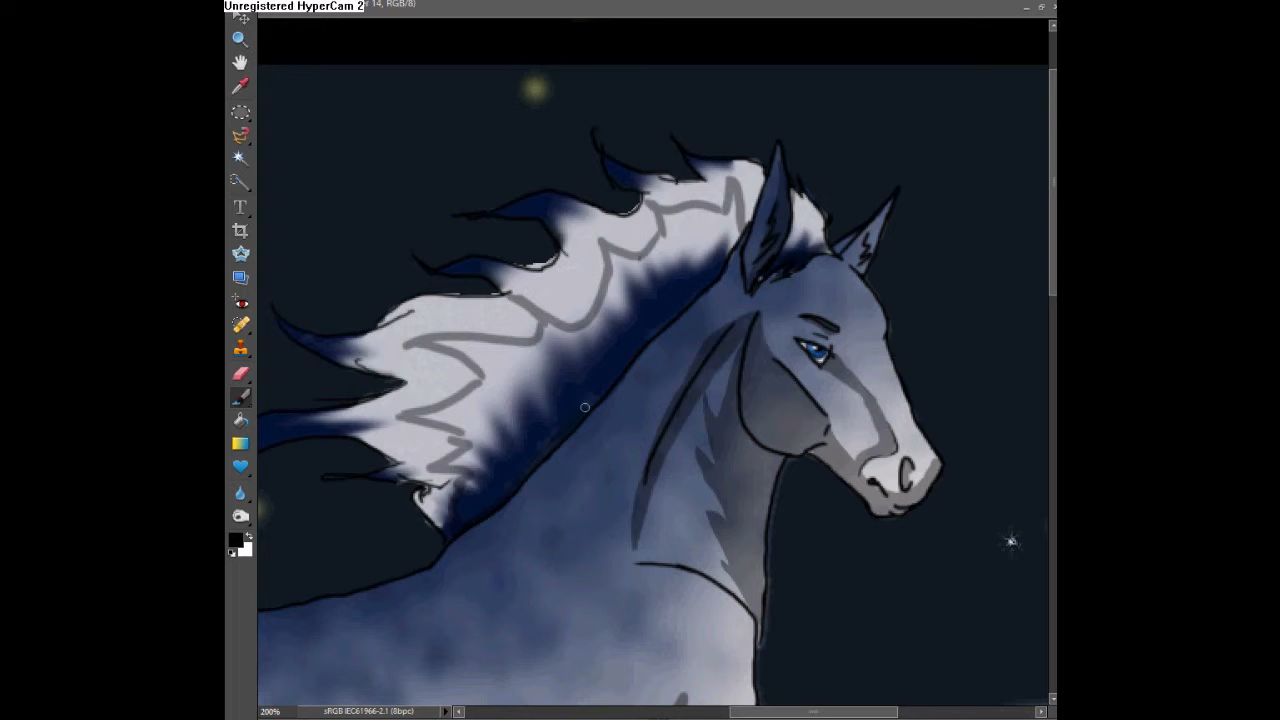 Unregistered HyperCam 2
r 14, RGB/8)
T
200%
sRGB IEC61966-2.1 (8bpc)